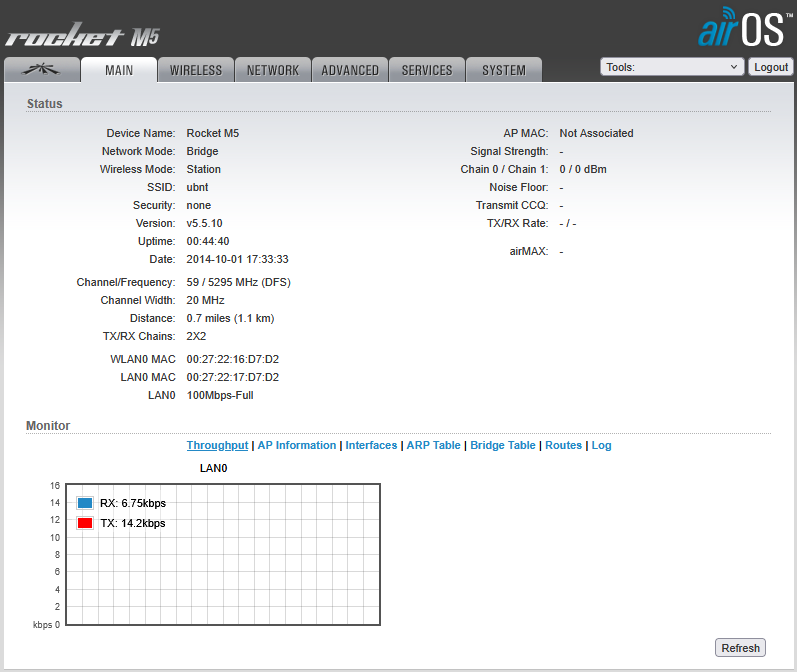 rocket M5
airOS™
MAIN WIRELESS NETWORK ADVANCED SERVICES SYSTEM Tools: Logout
Status
Device Name: Rocket M5
Network Mode: Bridge
Wireless Mode: Station
SSID: ubnt
Security: none
Version: v5.5.10
Uptime: 00:44:40
Date: 2014-10-01 17:33:33
Channel/Frequency: 59 / 5295 MHz (DFS)
Channel Width: 20 MHz
Distance: 0.7 miles (1.1 km)
TX/RX Chains: 2X2
WLAN0 MAC 00:27:22:16:D7:D2
LAN0 MAC 00:27:22:17:D7:D2
LAN0 100Mbps-Full
AP MAC: Not Associated
Signal Strength: -
Chain 0 / Chain 1: 0 / 0 dBm
Noise Floor: -
Transmit CCQ: -
TX/RX Rate: - / -
airMAX: -
Monitor
Throughput | AP Information | Interfaces | ARP Table | Bridge Table | Routes | Log
LAN0
16
14
12
10
8
6
4
2
kbps 0
RX: 6.75kbps
TX: 14.2kbps
Refresh